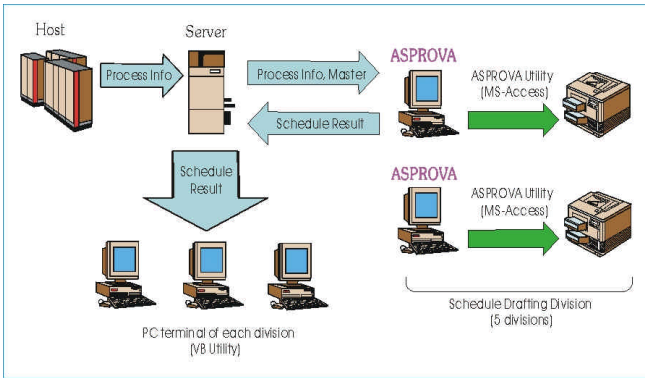 Host
Server
Process Info
Process Info, Master
ASPROVA
ASPROVA Utility
(MS-Access)
Schedule Result
Schedule
Result
ASPROVA
ASPROVA Utility
(MS-Access)
PC terminal of each division
(VB Utility)
Schedule Drafting Division
(5 divisions)